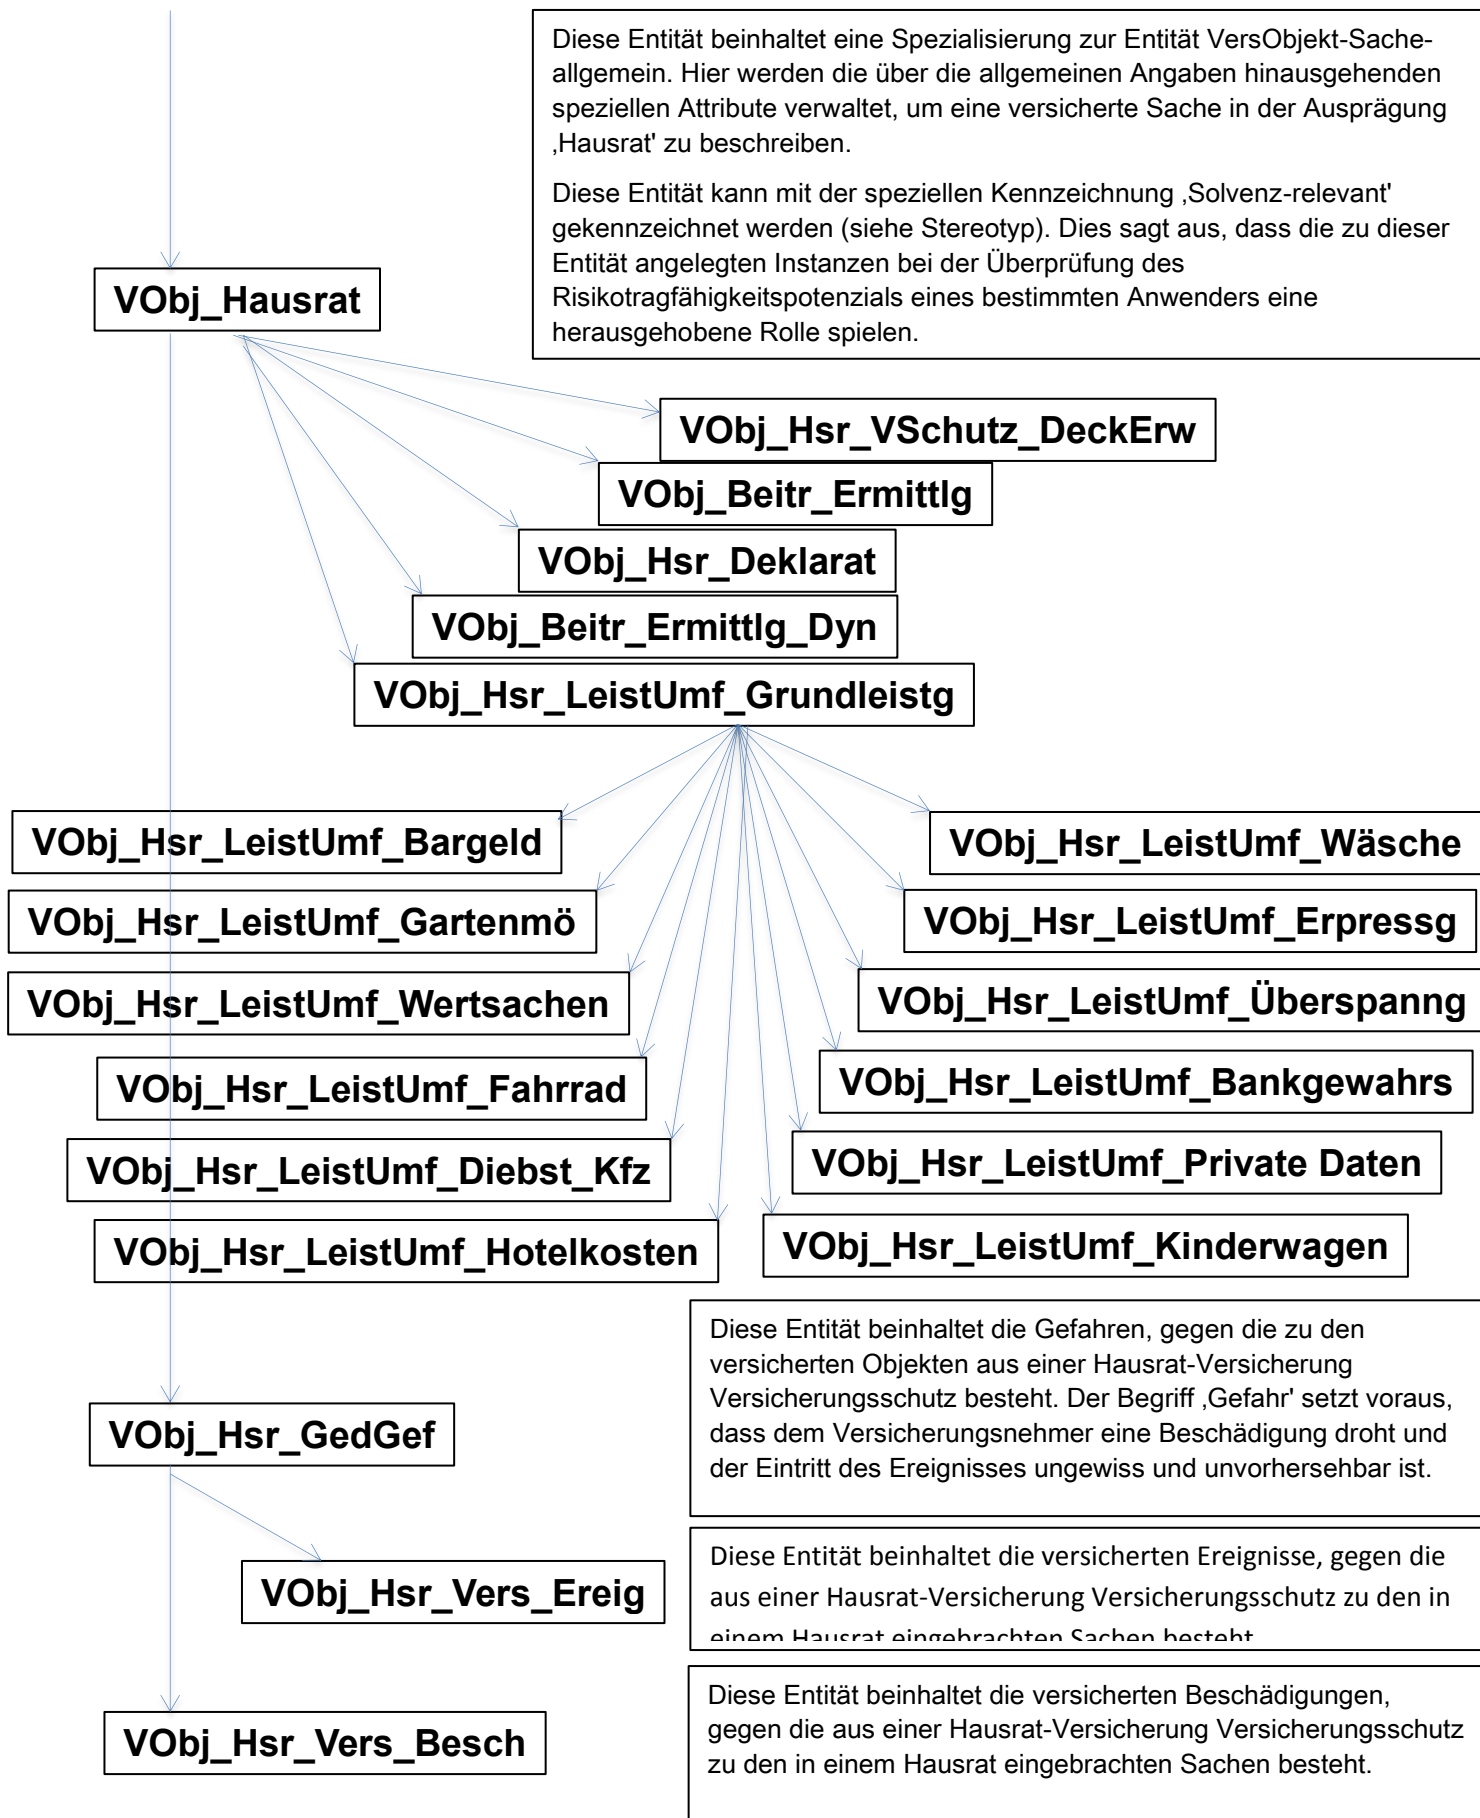 Diese Entität beinhaltet eine Spezialisierung zur Entität VersObjekt-Sache-
allgemein. Hier werden die über die allgemeinen Angaben hinausgehenden
speziellen Attribute verwaltet, um eine versicherte Sache in der Ausprägung
‚Hausrat' zu beschreiben.
Diese Entität kann mit der speziellen Kennzeichnung ‚Solvenz-relevant'
gekennzeichnet werden (siehe Stereotyp). Dies sagt aus, dass die zu dieser
Entität angelegten Instanzen bei der Überprüfung des
Risikotragfähigkeitspotenzials eines bestimmten Anwenders eine
herausgehobene Rolle spielen.
VObj_Hausrat
VObj_Hsr_VSchutz_DeckErw
VObj_Beitr_Ermittlg
VObj_Hsr_Deklarat
VObj_Beitr_Ermittlg_Dyn
VObj_Hsr_LeistUmf_Grundleistg
VObj_Hsr_LeistUmf_Bargeld
VObj_Hsr_LeistUmf_Wäsche
VObj_Hsr_LeistUmf_Gartenmö
VObj_Hsr_LeistUmf_Erpressg
VObj_Hsr_LeistUmf_Wertsachen
VObj_Hsr_LeistUmf_Überspanng
VObj_Hsr_LeistUmf_Fahrrad
VObj_Hsr_LeistUmf_Bankgewahrs
VObj_Hsr_LeistUmf_Diebst_Kfz
VObj_Hsr_LeistUmf_Private Daten
VObj_Hsr_LeistUmf_Hotelkosten
VObj_Hsr_LeistUmf_Kinderwagen
Diese Entität beinhaltet die Gefahren, gegen die zu den
versicherten Objekten aus einer Hausrat-Versicherung
Versicherungsschutz besteht. Der Begriff ‚Gefahr' setzt voraus,
dass dem Versicherungsnehmer eine Beschädigung droht und
der Eintritt des Ereignisses ungewiss und unvorhersehbar ist.
VObj_Hsr_GedGef
Diese Entität beinhaltet die versicherten Ereignisse, gegen die
aus einer Hausrat-Versicherung Versicherungsschutz zu den in
einem Hausrat eingebrachten Sachen besteht
VObj_Hsr_Vers_Ereig
Diese Entität beinhaltet die versicherten Beschädigungen,
gegen die aus einer Hausrat-Versicherung Versicherungsschutz
zu den in einem Hausrat eingebrachten Sachen besteht.
VObj_Hsr_Vers_Besch